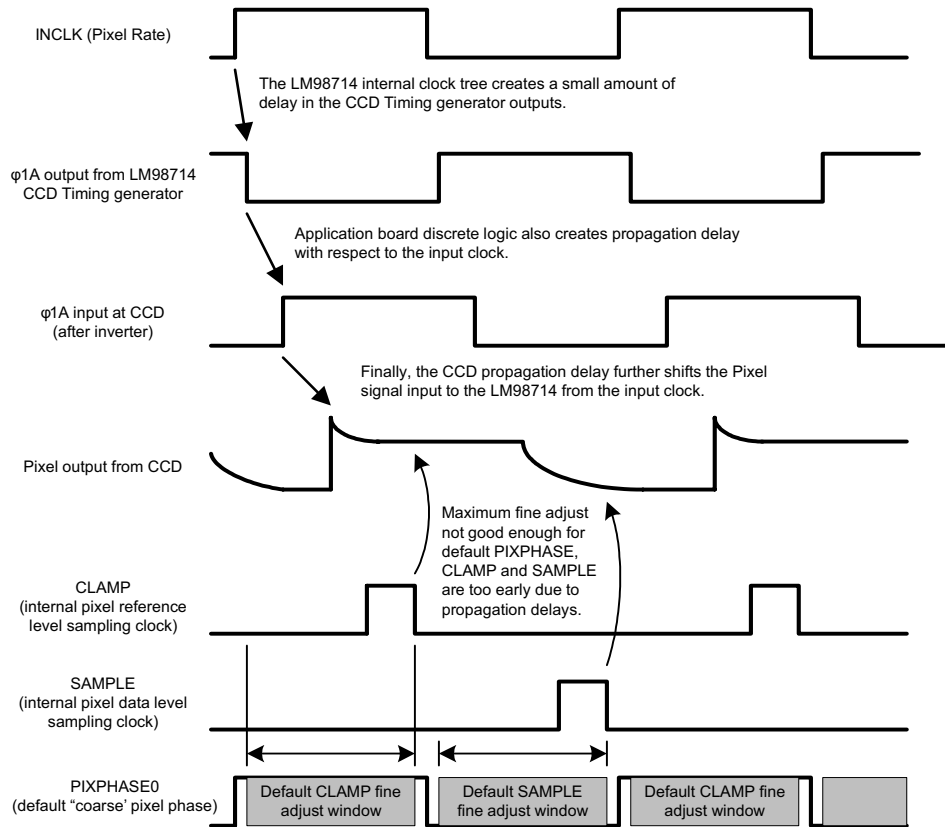 INCLK (Pixel Rate)
The LM98714 internal clock tree creates a small amount of
delay in the CCD Timing generator outputs.
φ1A output from LM98714
CCD Timing generator
Application board discrete logic also creates propagation delay
with respect to the input clock.
φ1A input at CCD
(after inverter)
Finally, the CCD propagation delay further shifts the Pixel
signal input to the LM98714 from the input clock.
Pixel output from CCD
Maximum fine adjust
not good enough for
default PIXPHASE,
CLAMP and SAMPLE
are too early due to
propagation delays.
CLAMP
(internal pixel reference
level sampling clock)
SAMPLE
(internal pixel data level
sampling clock)
PIXPHASE0
(default “coarse’ pixel phase)
Default CLAMP fine
adjust window
Default SAMPLE
fine adjust window
Default CLAMP fine
adjust window